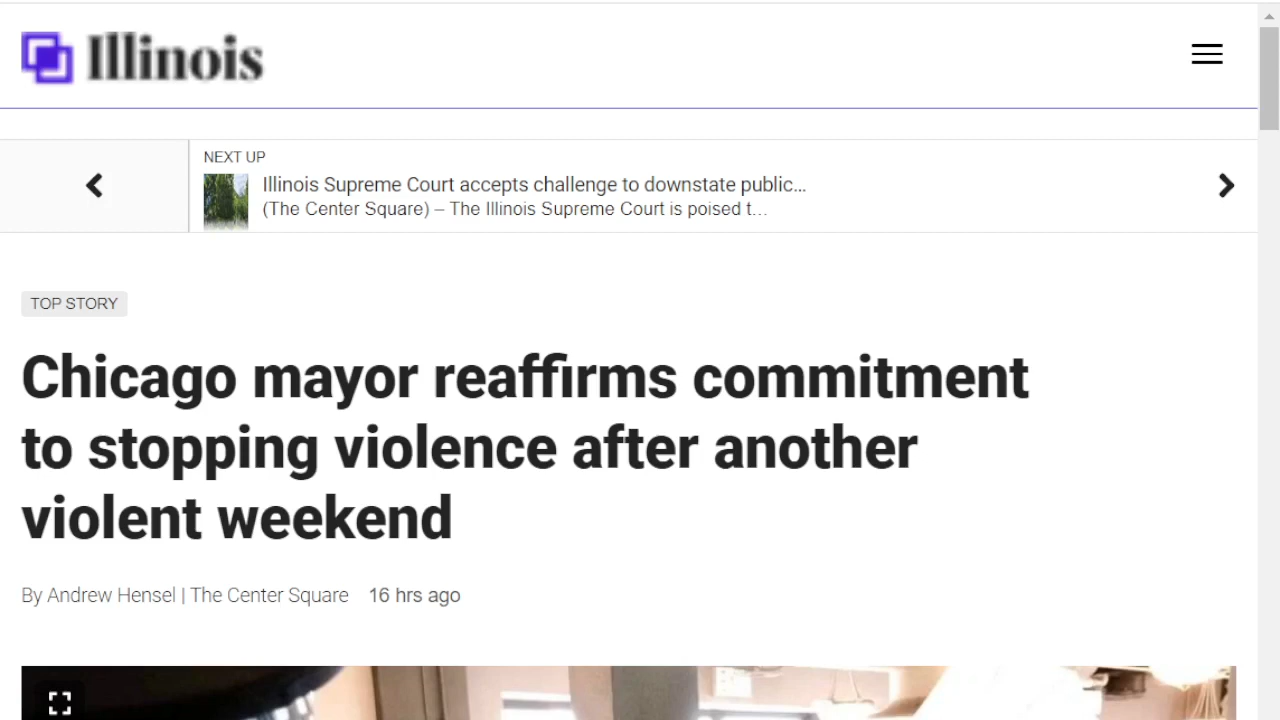 Illinois
NEXT UP
Illinois Supreme Court accepts challenge to downstate public...
(The Center Square) – The Illinois Supreme Court is poised t...
TOP STORY
Chicago mayor reaffirms commitment
to stopping violence after another
violent weekend
By Andrew Hensel | The Center Square 16 hrs ago